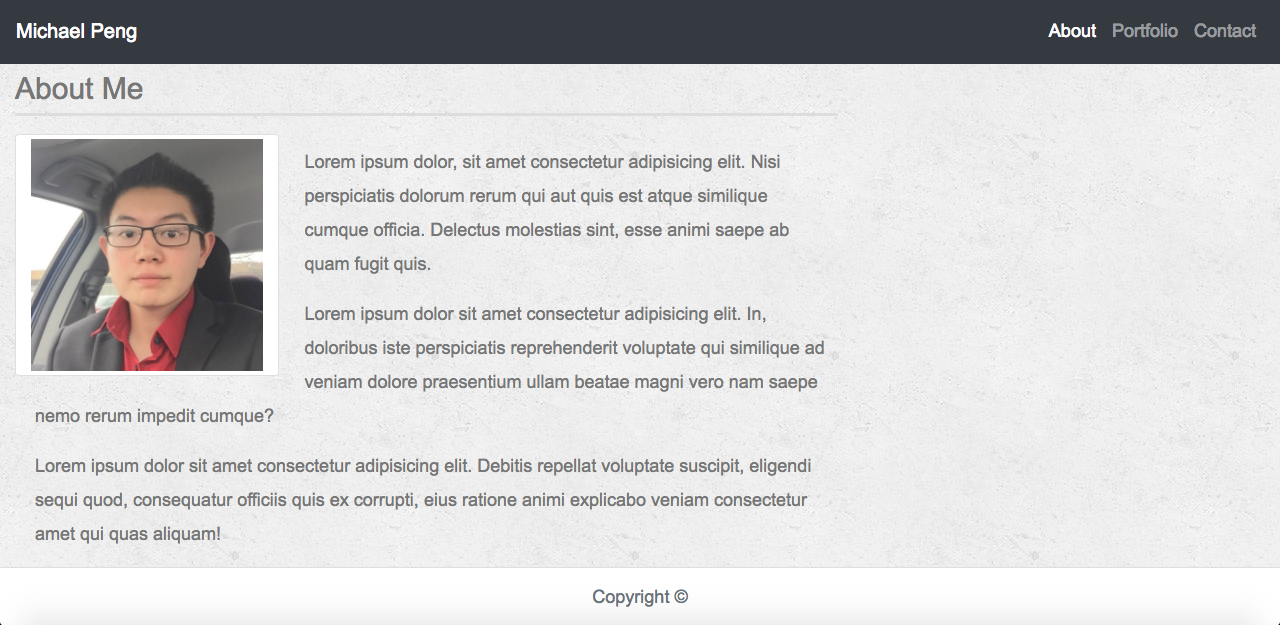 Michael Peng
About Portfolio Contact
About Me
Lorem ipsum dolor, sit amet consectetur adipisicing elit. Nisi
perspiciatis dolorum rerum qui aut quis est atque similique
cumque officia. Delectus molestias sint, esse animi saepe ab
quam fugit quis.
Lorem ipsum dolor sit amet consectetur adipisicing elit. In,
doloribus iste perspiciatis reprehenderit voluptate qui similique ad
veniam dolore praesentium ullam beatae magni vero nam saepe
nemo rerum impedit cumque?
Lorem ipsum dolor sit amet consectetur adipisicing elit. Debitis repellat voluptate suscipit, eligendi
sequi quod, consequatur officiis quis ex corrupti, eius ratione animi explicabo veniam consectetur
amet qui quas aliquam!
Copyright ©